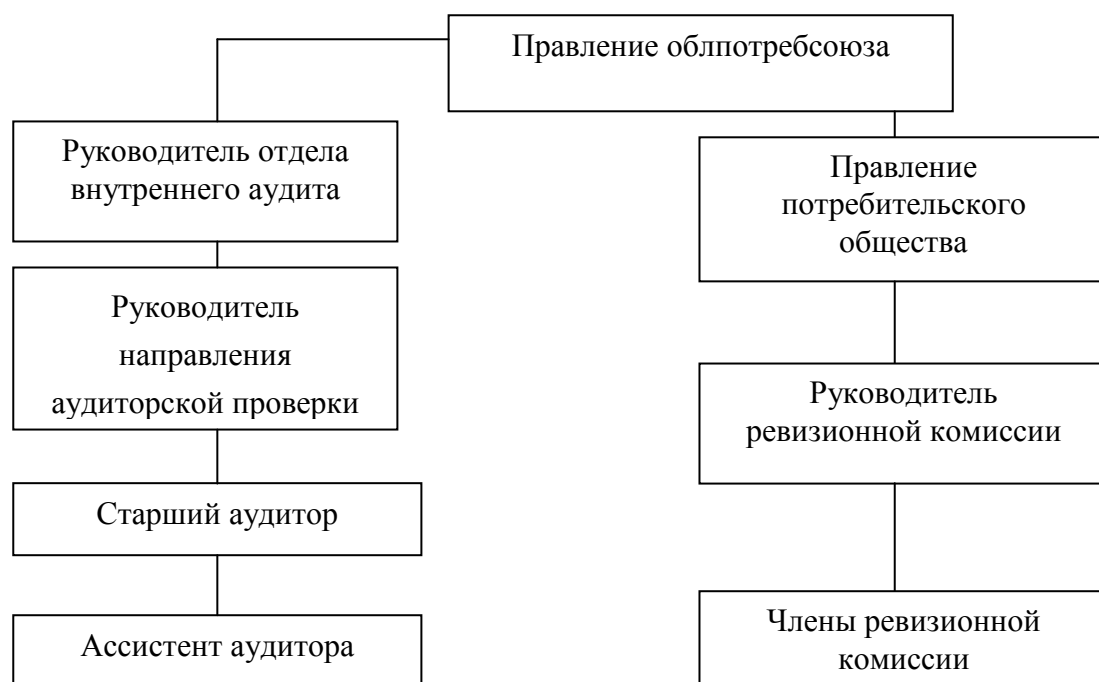 Правление облпотребсоюза
Руководитель отдела
внутреннего аудита
Руководитель
направления
аудиторской проверки
Старший аудитор
Ассистент аудитора
Правление
потребительского
общества
Руководитель
ревизионной комиссии
Члены ревизионной
комиссии